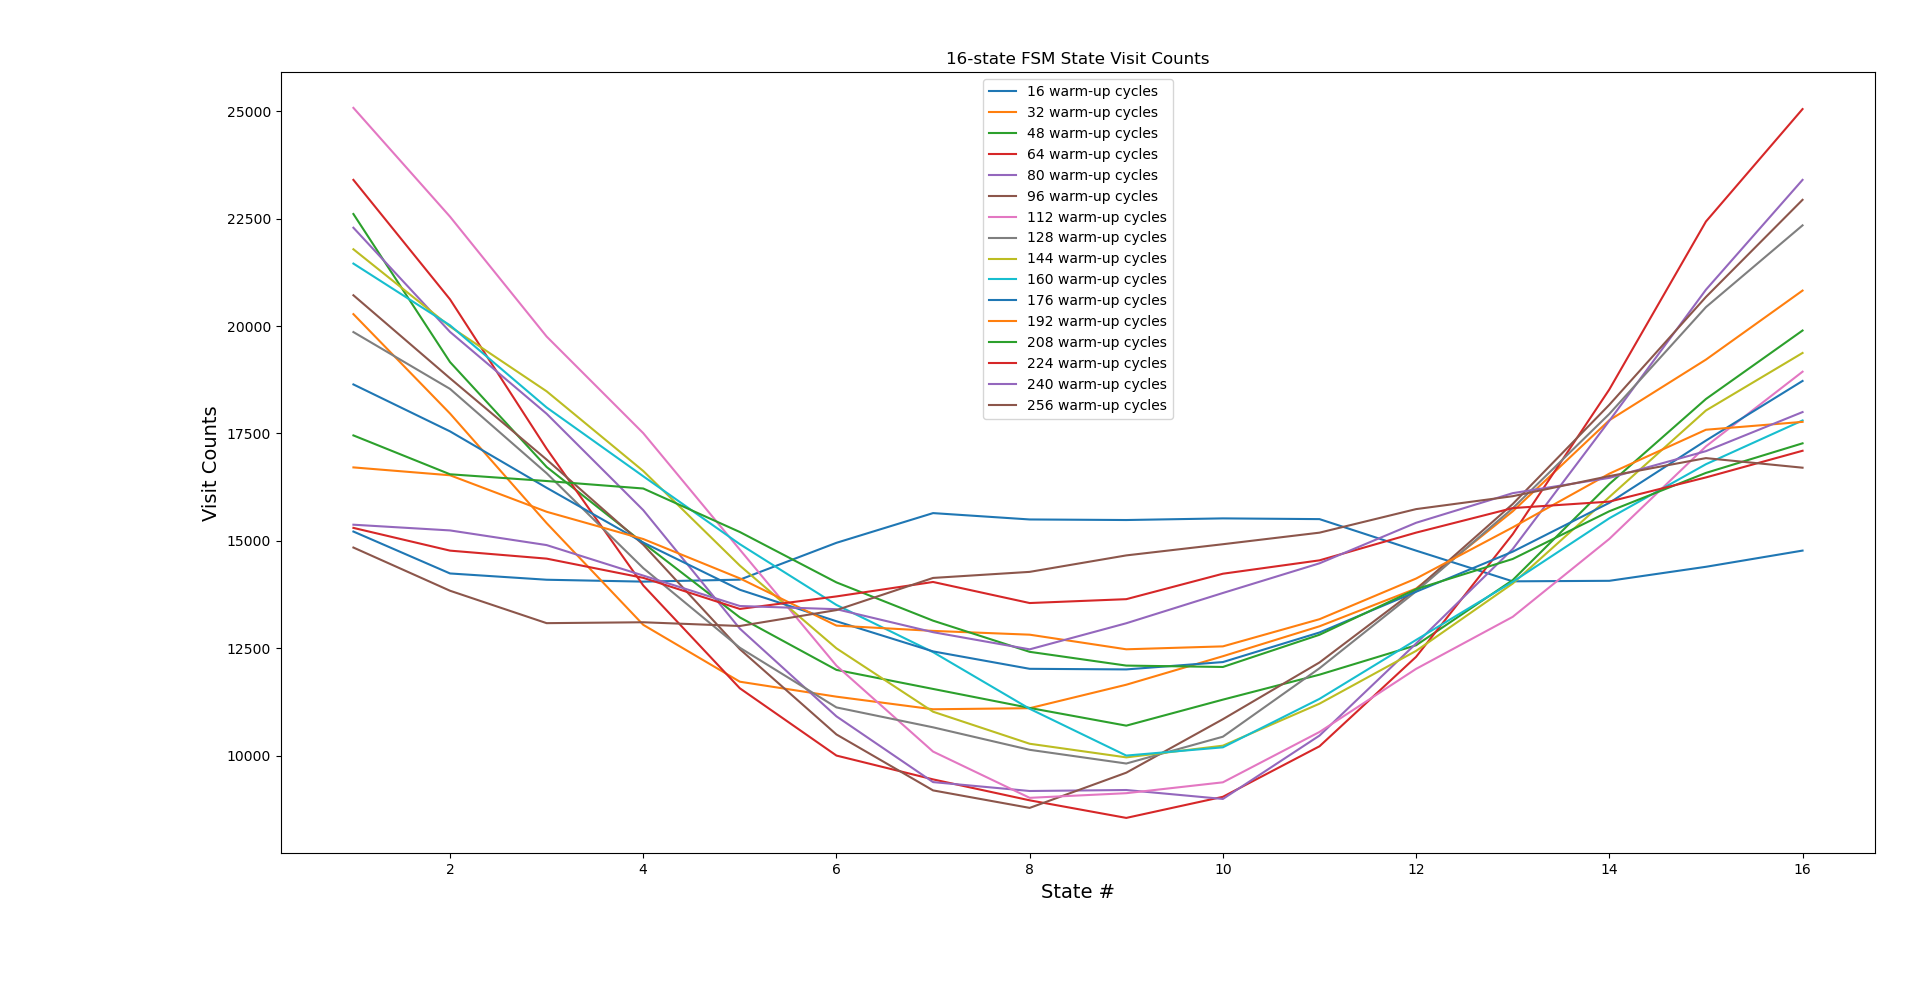 16-state FSM State Visit Counts
16 warm-up cycles
32 warm-up cycles
48 warm-up cycles
64 warm-up cycles
80 warm-up cycles
96 warm-up cycles
112 warm-up cycles
128 warm-up cycles
144 warm-up cycles
160 warm-up cycles
176 warm-up cycles
192 warm-up cycles
208 warm-up cycles
224 warm-up cycles
240 warm-up cycles
256 warm-up cycles
Visit Counts
25000
22500
20000
17500
15000
12500
10000
2 4 6 8 10 12 14 16
State #